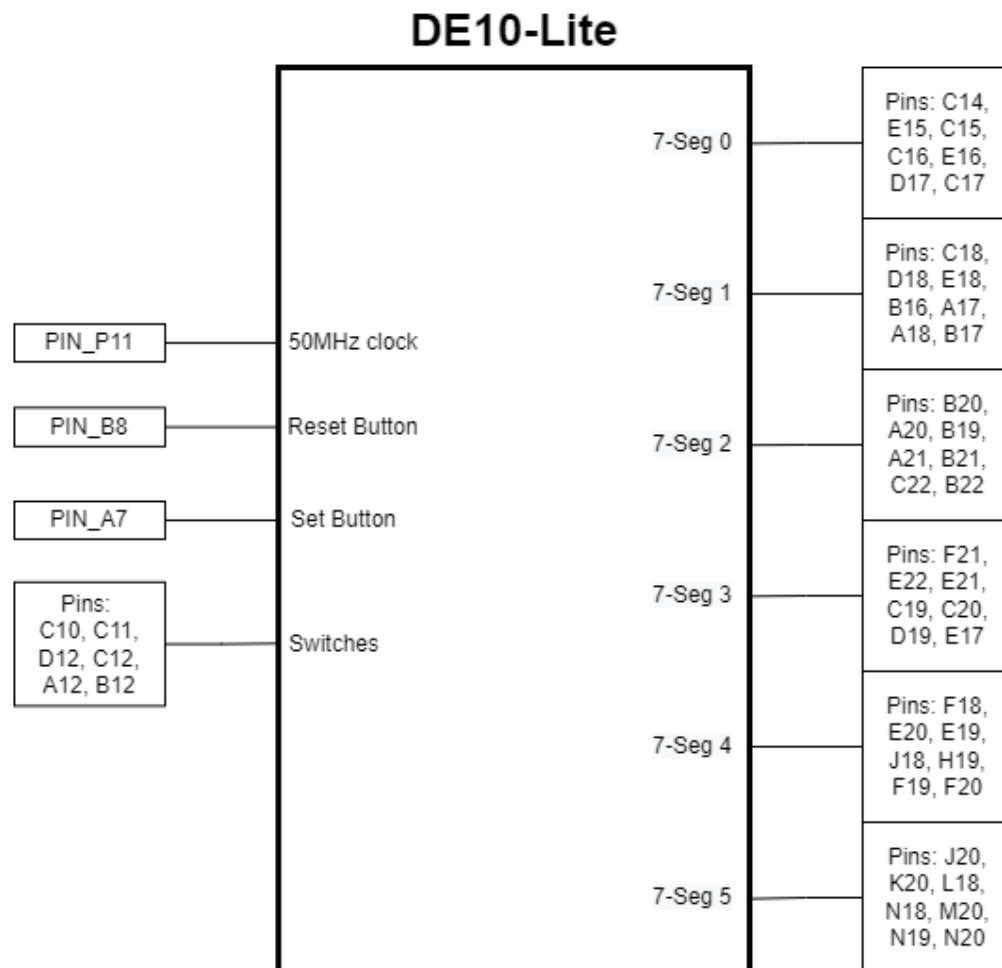 DE10-Lite
PIN_P11
50MHz clock
PIN_B8
Reset Button
PIN_A7
Set Button
Pins:
C10, C11,
D12, C12,
A12, B12
Switches
7-Seg 0
Pins: C14,
E15, C15,
C16, E16,
D17, C17
7-Seg 1
Pins: C18,
D18, E18,
B16, A17,
A18, B17
7-Seg 2
Pins: B20,
A20, B19,
A21, B21,
C22, B22
7-Seg 3
Pins: F21,
E22, E21,
C19, C20,
D19, E17
7-Seg 4
Pins: F18,
E20, E19,
J18, H19,
F19, F20
7-Seg 5
Pins: J20,
K20, L18,
N18, M20,
N19, N20